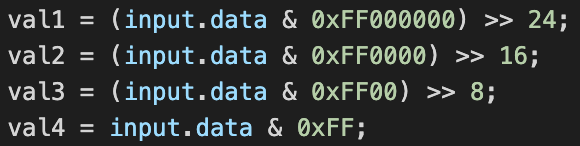 val1 = (input.data & 0xFF000000) >> 24;
val2 = (input.data & 0xFF0000) >> 16;
val3 = (input.data & 0xFF00) >> 8;
val4 = input.data & 0xFF;